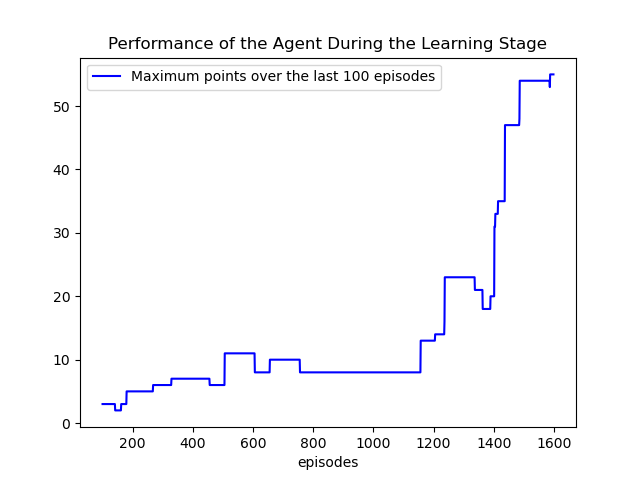 Performance of the Agent During the Learning Stage
Maximum points over the last 100 episodes
50
40
30
20
10
0
200 400 600 800 1000 1200 1400 1600
episodes